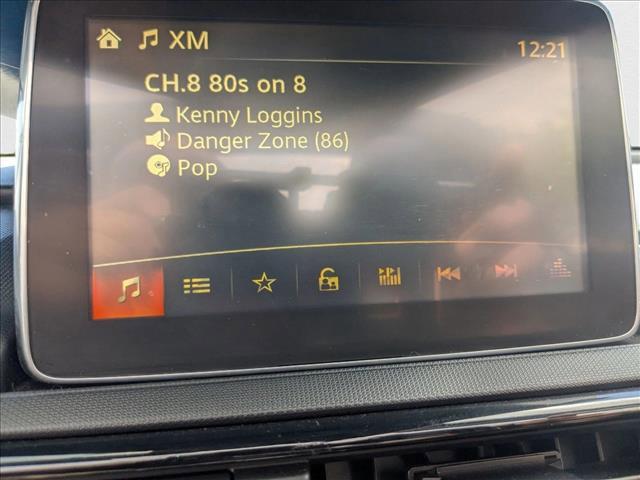 XM
12:21
CH.8 80s on 8
Kenny Loggins
Danger Zone (86)
Pop